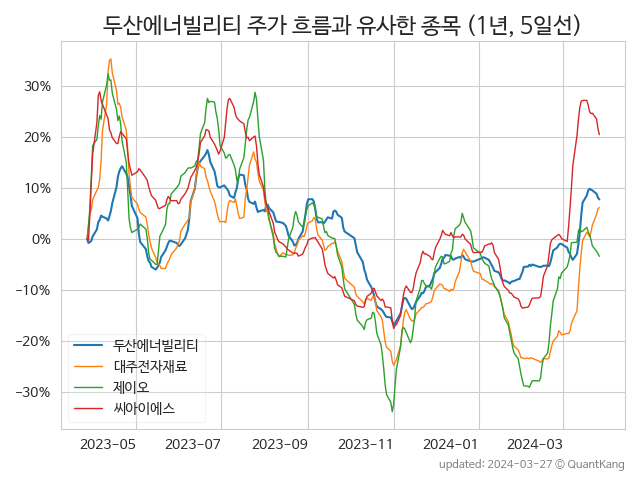 두산에너빌리티 주가 흐름과 유사한 종목 (1년, 5일선)
30%
20%
10%
0%
−10%
−20%
−30%
두산에너빌리티
대주전자재료
제이오
씨아이에스
2023-05 2023-07 2023-09 2023-11 2024-01 2024-03
updated: 2024-03-27 © QuantKang